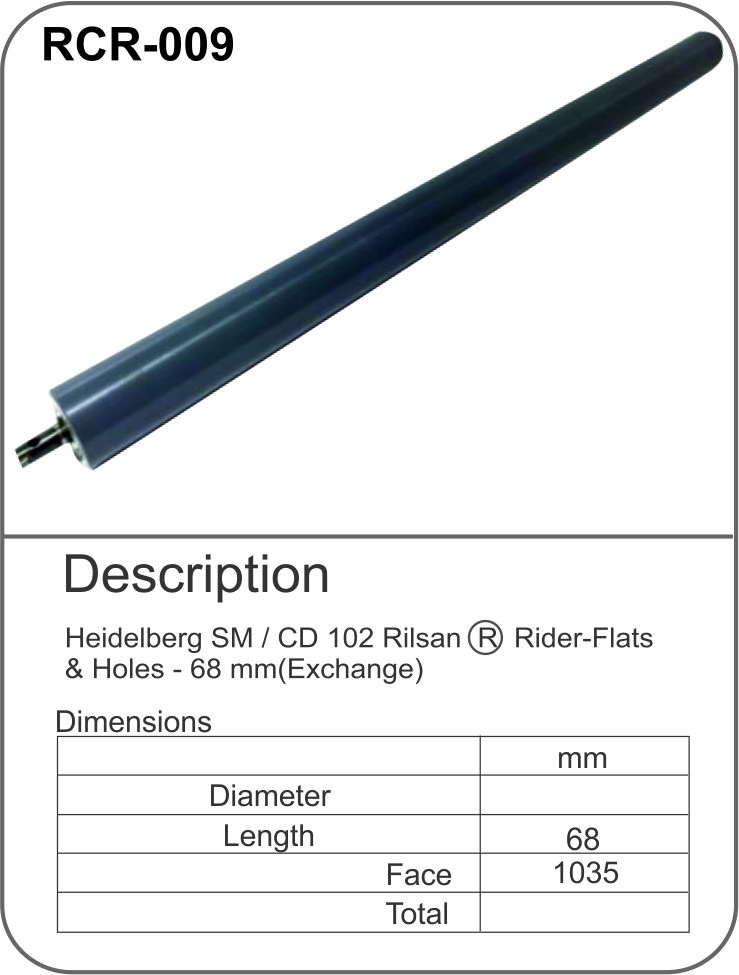 RCR-009
Description
Heidelberg SM / CD 102 Rilsan ® Rider-Flats
& Holes - 68 mm(Exchange)
Dimensions
mm
Diameter
Length 68
Face 1035
Total